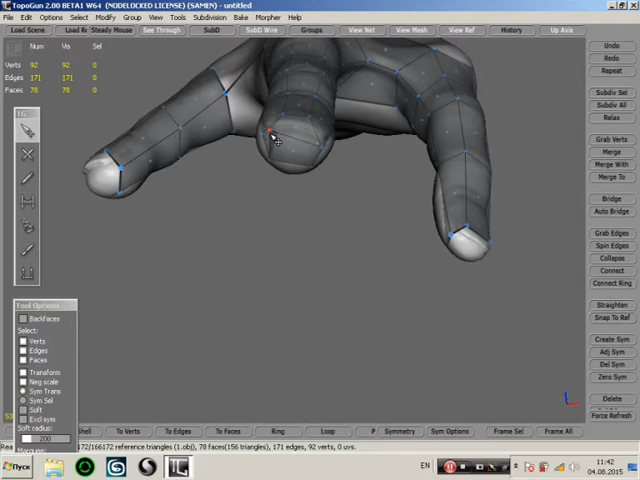 TopoGun 2.00 BETA1 W64 (NODELOCKED LICENSE) (SAMEN) - untitled
File Edit Options Select Modify Group View Tools Subdivision Bake Morpher Help
Load Scene Steady Mouse See Through SubD SubD Wire Groups View Net View Mesh View Ref History Up Axis
Num Vis Sel
Verts 92 92 0
Edges 171 171 0
Faces 78 78 0
Undo
Redo
Repeat
Subdiv Sel
Subdiv All
Relax
Grab Verts
Merge
Merge With
Merge To
Bridge
Auto Bridge
Grab Edges
Spin Edges
Collapse
Connect
Connect Ring
Straighten
Snap To Ref
Create Sym
Adj Sym
Del Sym
Zero Sym
Delete
Force Refresh
Tool Options
Backfaces
Select:
Verts
Edges
Faces
Transform
Neg scale
Sym Trans
Sym Sel
Soft
Excl sym
Soft radius:
200
Shell To Verts To Edges To Faces Ring Loop Symmetry Sym Options Frame Sel Frame All
172/166172 reference triangles (1.obj), 78 faces(156 triangles), 171 edges, 92 verts, 0 uvs.
Пуск
EN
11:42
04.08.2015